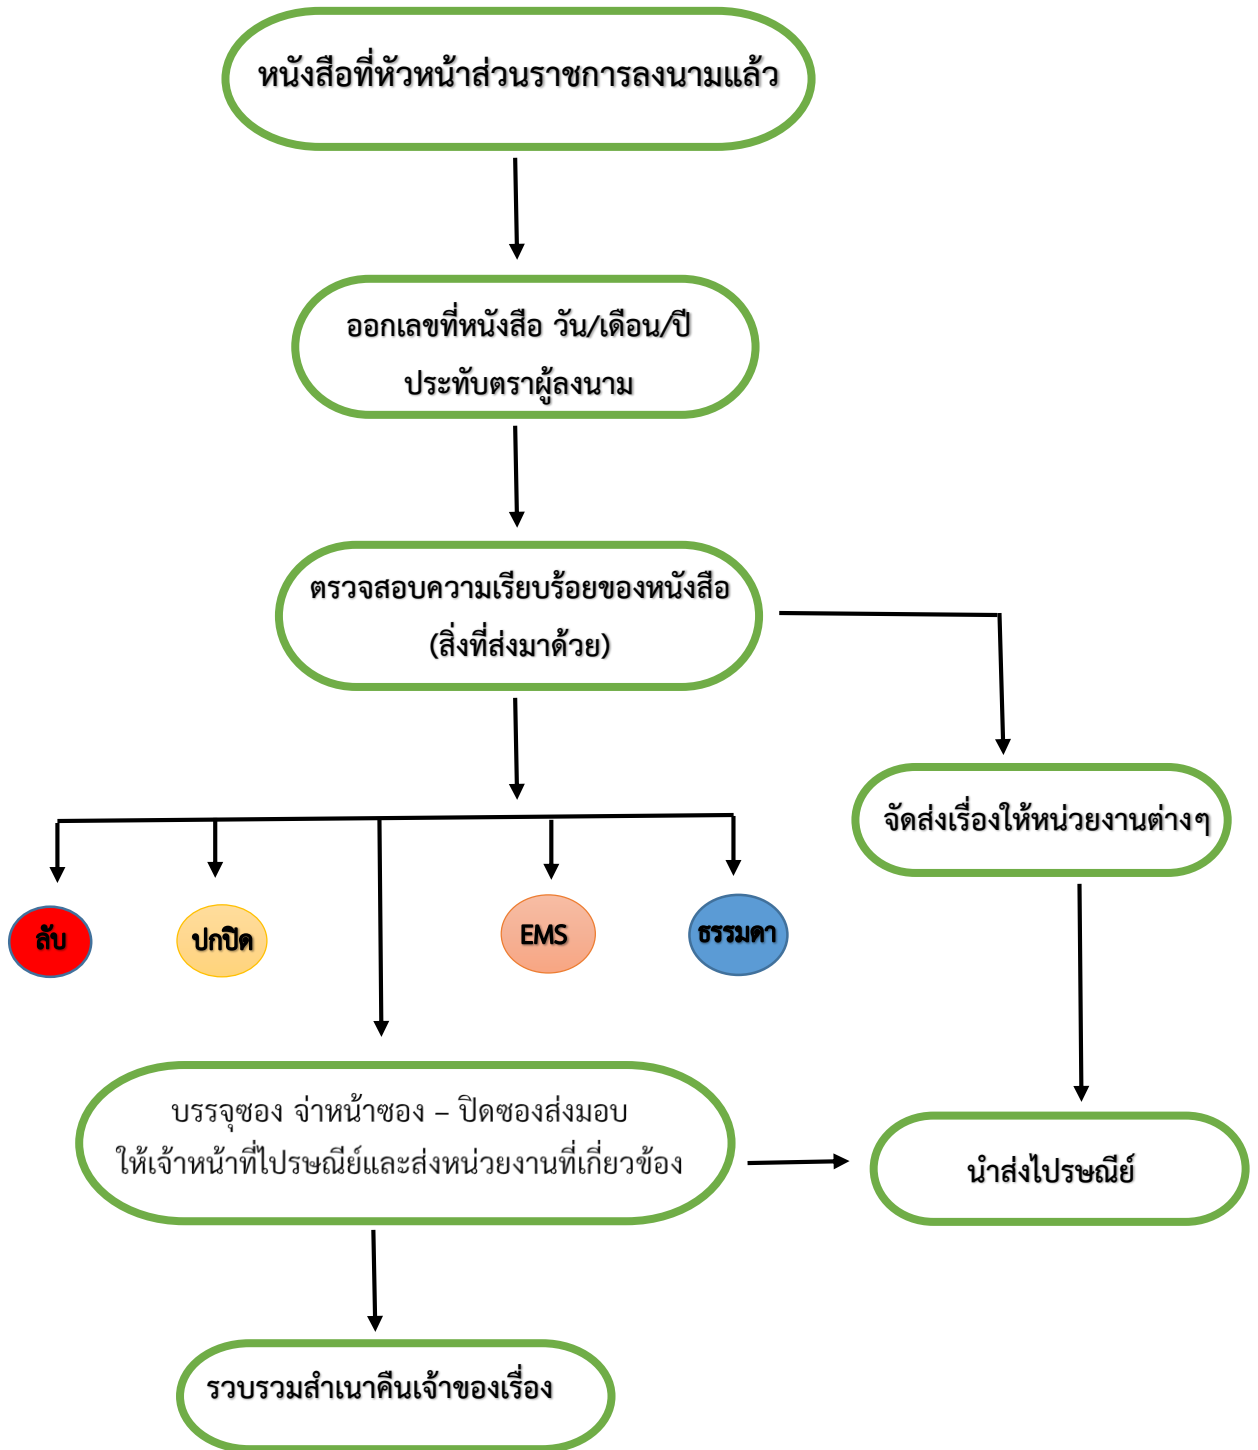 หนังสือที่หัวหน้าส่วนราชการลงนามแล้ว
ออกเลขที่หนังสือ วัน/เดือน/ปี
ประทับตราผู้ลงนาม
ตรวจสอบความเรียบร้อยของหนังสือ
(สิ่งที่ส่งมาด้วย)
จัดส่งเรื่องให้หน่วยงานต่างๆ
ลับ
ปกปิด
EMS
ธรรมดา
บรรจุซอง จ่าหน้าซอง – ปิดซองส่งมอบ
ให้เจ้าหน้าที่ไปรษณีย์และส่งหน่วยงานที่เกี่ยวข้อง
นำส่งไปรษณีย์
รวบรวมสำเนาคืนเจ้าของเรื่อง